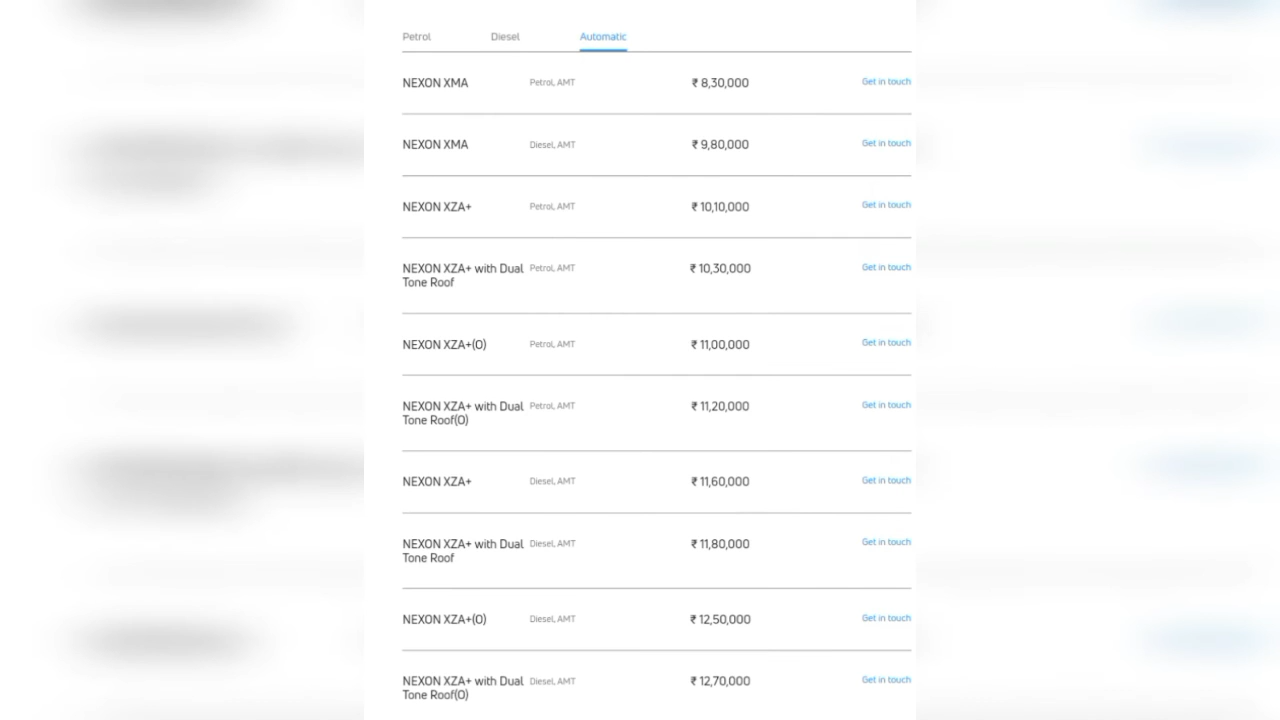 Petrol Diesel Automatic
NEXON XMA Petrol, AMT ₹ 8,30,000 Get in touch
NEXON XMA Diesel, AMT ₹ 9,80,000 Get in touch
NEXON XZA+ Petrol, AMT ₹ 10,10,000 Get in touch
NEXON XZA+ with Dual Petrol, AMT ₹ 10,30,000 Get in touch
Tone Roof
NEXON XZA+(O) Petrol, AMT ₹ 11,00,000 Get in touch
NEXON XZA+ with Dual Petrol, AMT ₹ 11,20,000 Get in touch
Tone Roof(O)
NEXON XZA+ Diesel, AMT ₹ 11,60,000 Get in touch
NEXON XZA+ with Dual Diesel, AMT ₹ 11,80,000 Get in touch
Tone Roof
NEXON XZA+(O) Diesel, AMT ₹ 12,50,000 Get in touch
NEXON XZA+ with Dual Diesel, AMT ₹ 12,70,000 Get in touch
Tone Roof(O)